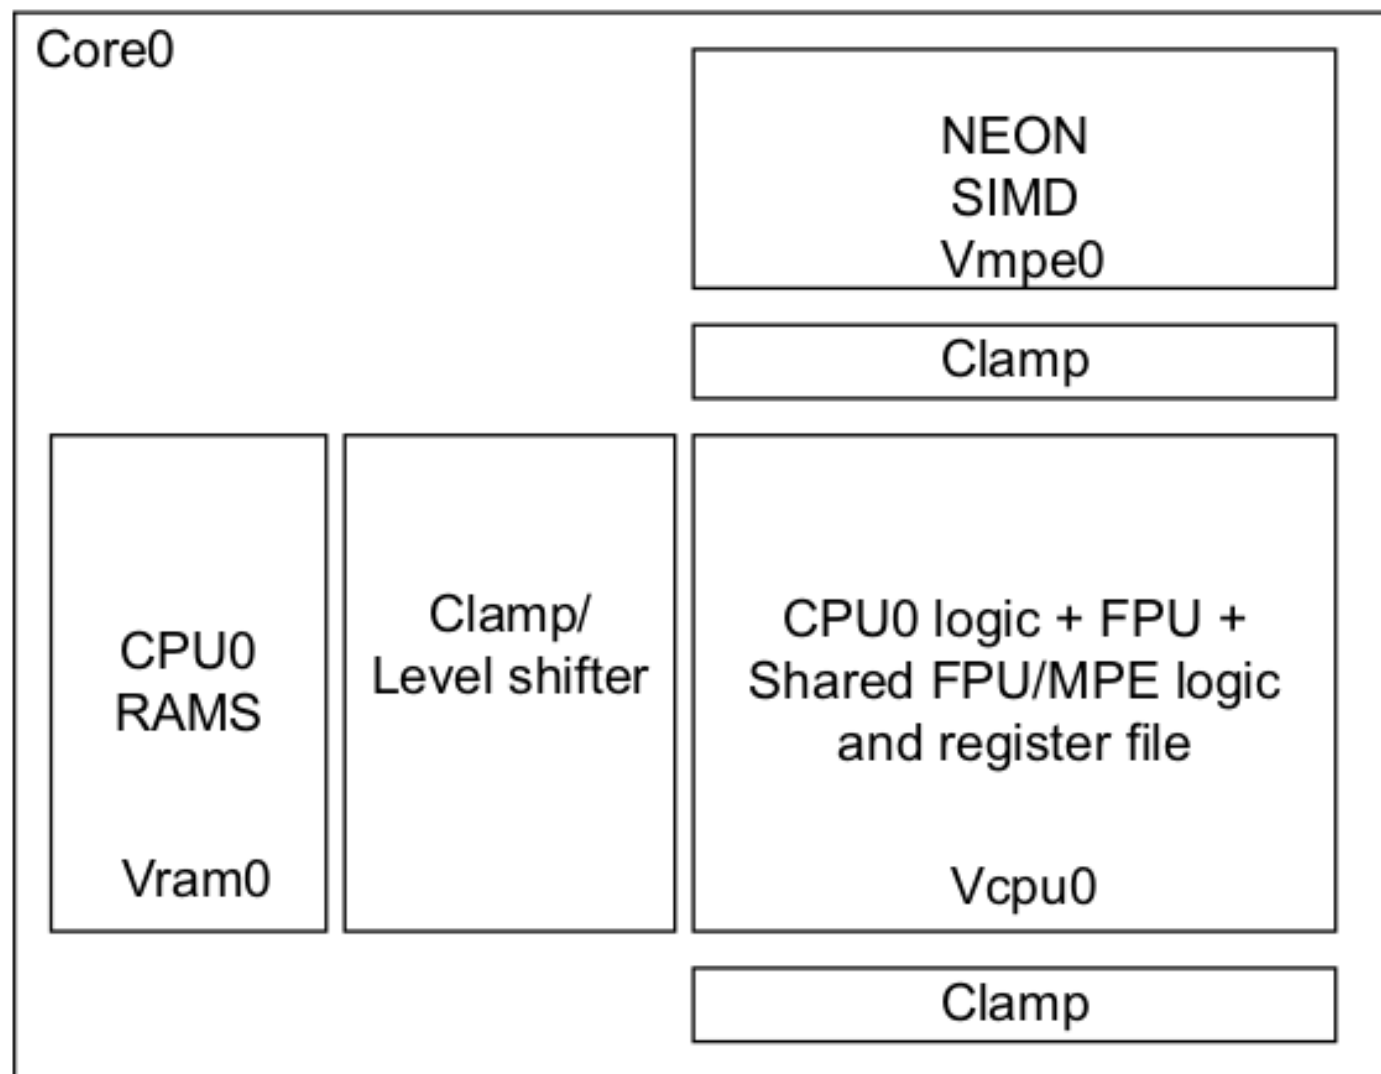 Core0
NEON
SIMD
Vmpe0
Clamp
CPU0
RAMS
Vram0
Clamp/
Level shifter
CPU0 logic + FPU +
Shared FPU/MPE logic
and register file
Vcpu0
Clamp